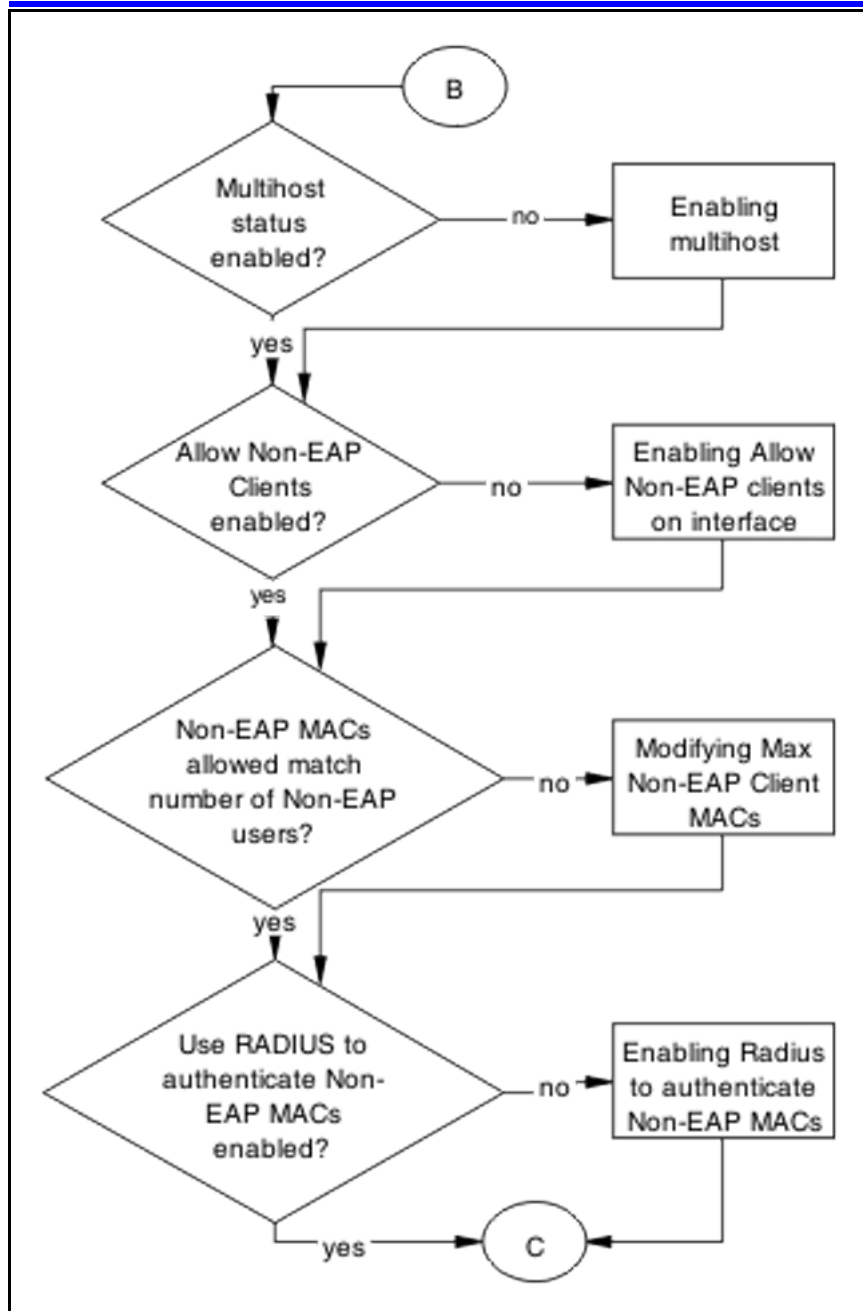 B
Multihost
status
enabled?
no
Enabling
multihost
yes
Allow Non-EAP
Clients
enabled?
no
Enabling Allow
Non-EAP clients
on interface
yes
Non-EAP MACs
allowed match
number of Non-EAP
users?
no
Modifying Max
Non-EAP Client
MACs
yes
Use RADIUS to
authenticate Non-
EAP MACs
enabled?
no
Enabling Radius
to authenticate
Non-EAP MACs
yes
C